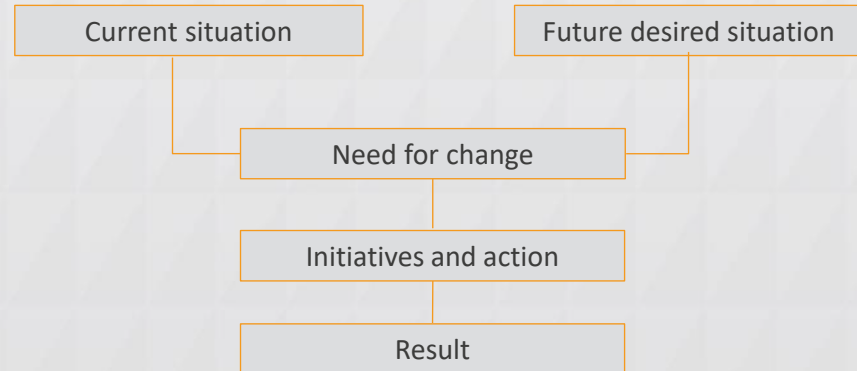 Current situation
Future desired situation
Need for change
Initiatives and action
Result